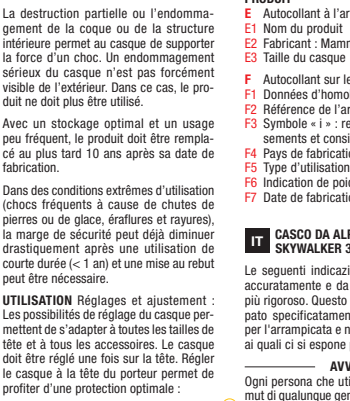 La destruction partielle ou l'endomma-
gement de la coque ou de la structure
intérieure permet au casque de supporter
la force d'un choc. Un endommagement
sérieux du casque n'est pas forcément
visible de l'extérieur. Dans ce cas, le pro-
duit ne doit plus être utilisé.
Avec un stockage optimal et un usage
peu fréquent, le produit doit être rempla-
cé au plus tard 10 ans après sa date de
fabrication.
Dans des conditions extrêmes d'utilisation
(chocs fréquents à cause de chutes de
pierres ou de glace, éraflures et rayures),
la marge de sécurité peut déjà diminuer
drastiquement après une utilisation de
courte durée (< 1 an) et une mise au rebut
peut être nécessaire.
UTILISATION Réglages et ajustement :
Les possibilités de réglage du casque per-
mettent de s'adapter à toutes les tailles de
tête et à tous les accessoires. Le casque
doit être réglé une fois sur la tête. Régler
le casque à la tête du porteur permet de
profiter d'une protection optimale :
E Autocollant à l'ar
E1 Nom du produit
E2 Fabricant : Mamm
E3 Taille du casque
F Autocollant sur le
F1 Données d'homo
F2 Référence de l'ar
F3 Symbole « i » : re
sements et consi
F4 Pays de fabricati
F5 Type d'utilisation
F6 Indication de poi
F7 Date de fabricati
IT CASCO DA ALP
SKYWALKER 3
Le seguenti indicazi
accuratamente e da
più rigoroso. Questo
pato specificatament
per l'arrampicata e n
ai quali ci si espone
AVV
Ogni persona che uti
mut di qualunque gen